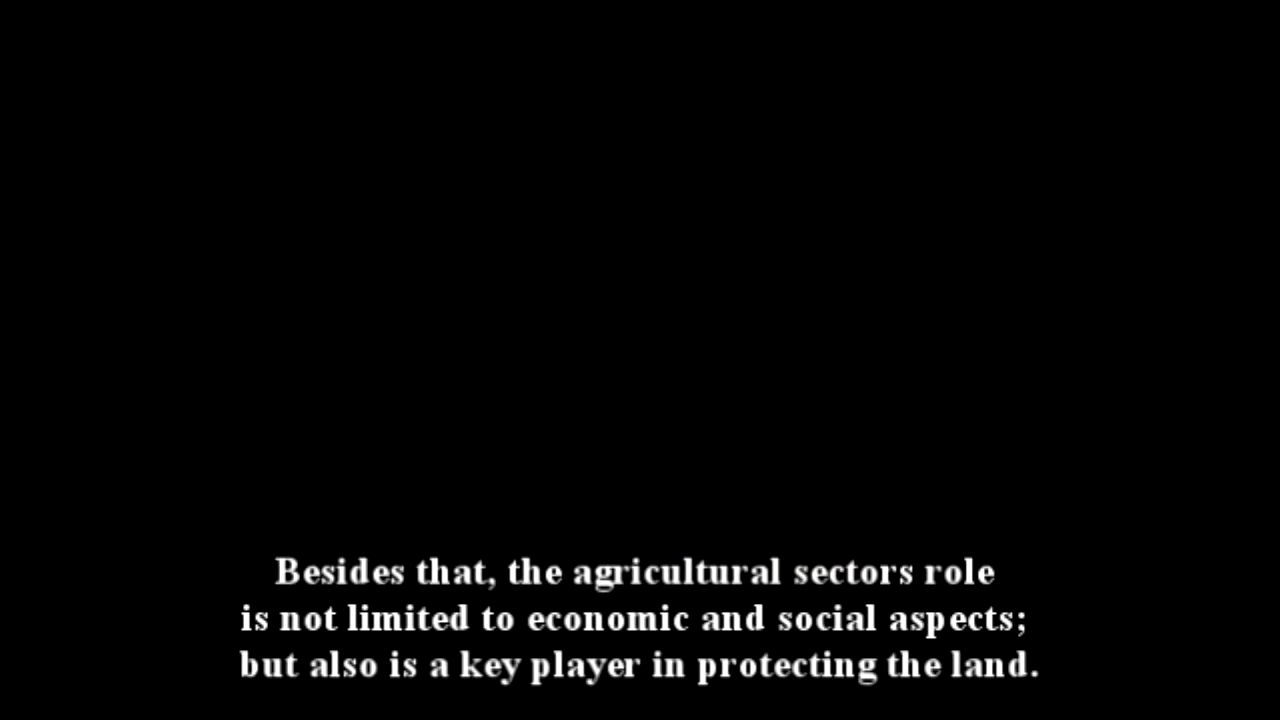 Besides that, the agricultural sectors role
is not limited to economic and social aspects;
but also is a key player in protecting the land.